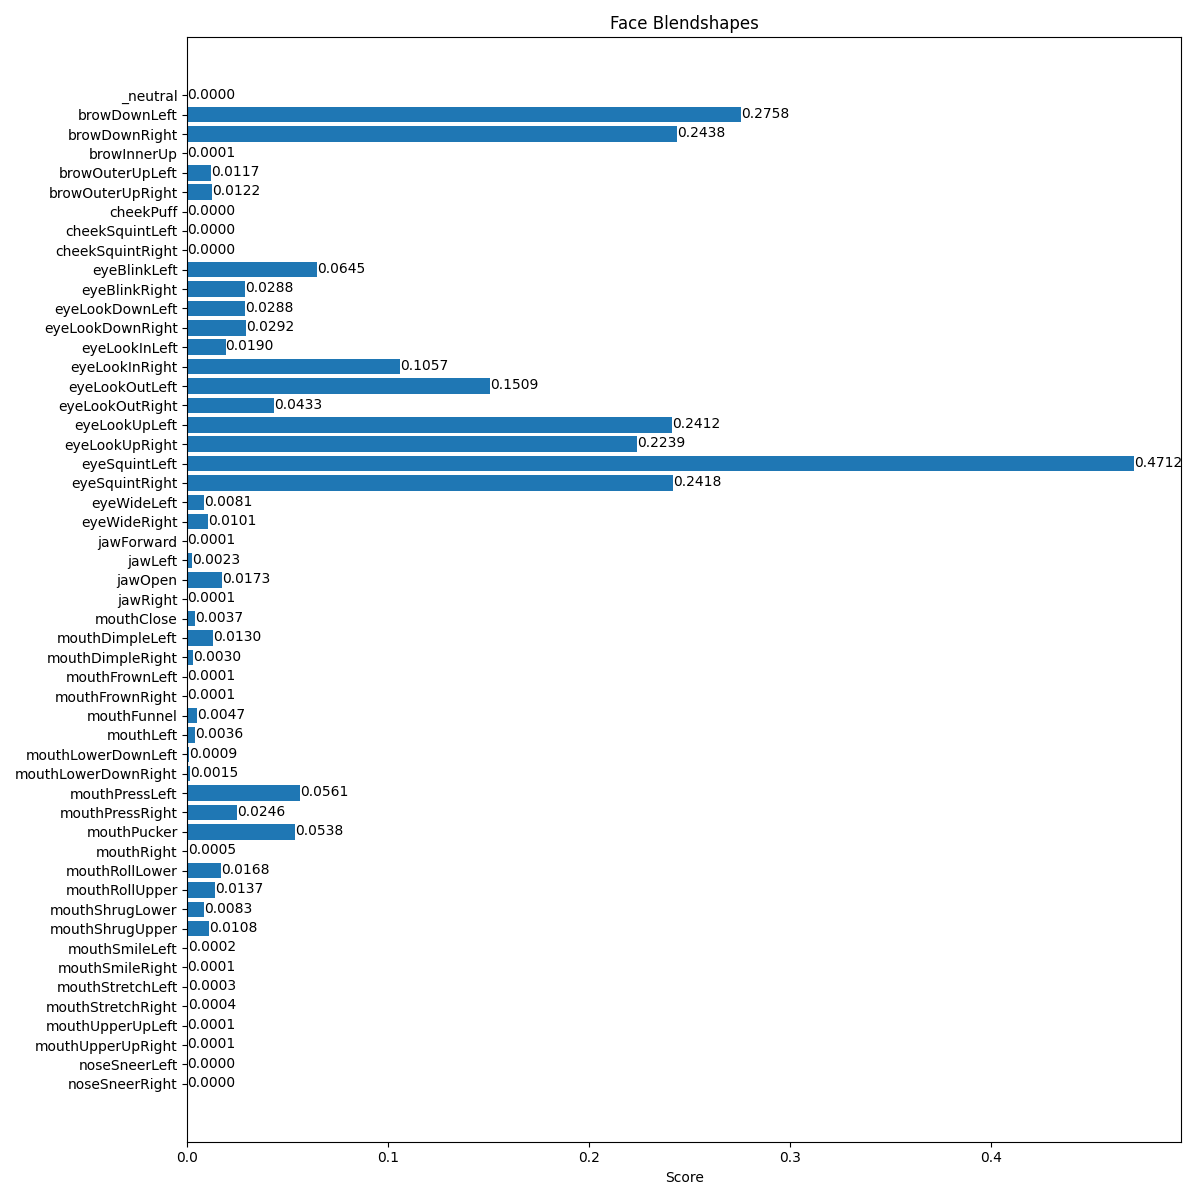 Face Blendshapes
_neutral 0.0000
browDownLeft 0.2758
browDownRight 0.2438
browInnerUp 0.0001
browOuterUpLeft 0.0117
browOuterUpRight 0.0122
cheekPuff 0.0000
cheekSquintLeft 0.0000
cheekSquintRight 0.0000
eyeBlinkLeft 0.0645
eyeBlinkRight 0.0288
eyeLookDownLeft 0.0288
eyeLookDownRight 0.0292
eyeLookInLeft 0.0190
eyeLookInRight 0.1057
eyeLookOutLeft 0.1509
eyeLookOutRight 0.0433
eyeLookUpLeft 0.2412
eyeLookUpRight 0.2239
eyeSquintLeft 0.4712
eyeSquintRight 0.2418
eyeWideLeft 0.0081
eyeWideRight 0.0101
jawForward 0.0001
jawLeft 0.0023
jawOpen 0.0173
jawRight 0.0001
mouthClose 0.0037
mouthDimpleLeft 0.0130
mouthDimpleRight 0.0030
mouthFrownLeft 0.0001
mouthFrownRight 0.0001
mouthFunnel 0.0047
mouthLeft 0.0036
mouthLowerDownLeft 0.0009
mouthLowerDownRight 0.0015
mouthPressLeft 0.0561
mouthPressRight 0.0246
mouthPucker 0.0538
mouthRight 0.0005
mouthRollLower 0.0168
mouthRollUpper 0.0137
mouthShrugLower 0.0083
mouthShrugUpper 0.0108
mouthSmileLeft 0.0002
mouthSmileRight 0.0001
mouthStretchLeft 0.0003
mouthStretchRight 0.0004
mouthUpperUpLeft 0.0001
mouthUpperUpRight 0.0001
noseSneerLeft 0.0000
noseSneerRight 0.0000
0.0 0.1 0.2 0.3 0.4
Score